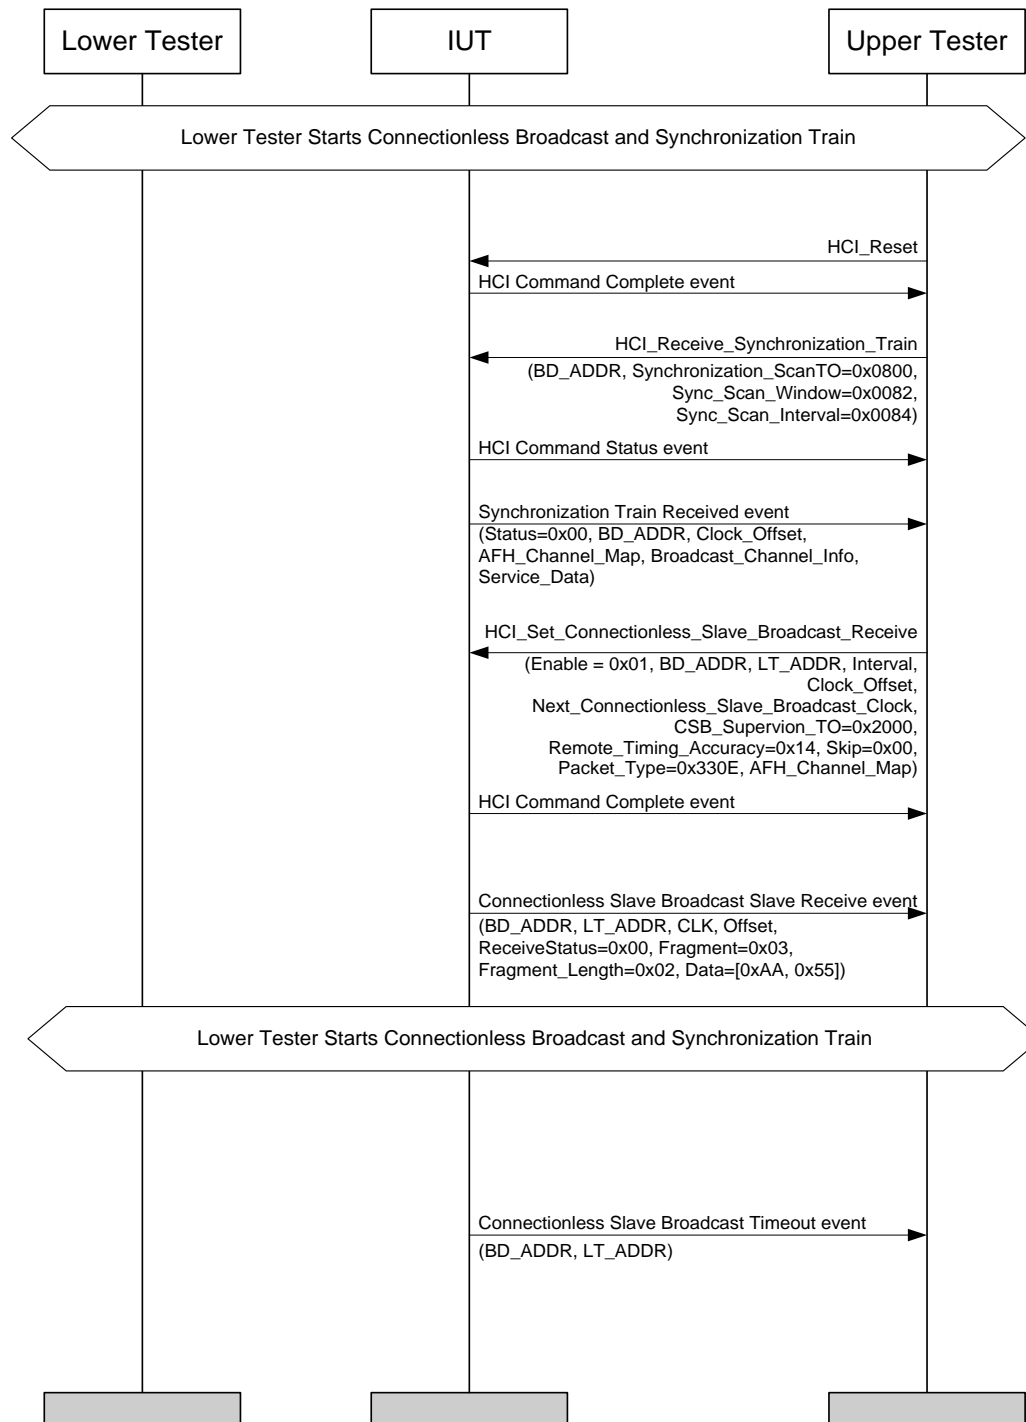 Lower Tester
IUT
Upper Tester
Lower Tester Starts Connectionless Broadcast and Synchronization Train
HCI_Reset
HCI Command Complete event
HCI_Receive_Synchronization_Train
(BD_ADDR, Synchronization_ScanTO=0x0800,
Sync_Scan_Window=0x0082,
Sync_Scan_Interval=0x0084)
HCI Command Status event
Synchronization Train Received event
(Status=0x00, BD_ADDR, Clock_Offset,
AFH_Channel_Map, Broadcast_Channel_Info,
Service_Data)
HCI_Set_Connectionless_Slave_Broadcast_Receive
(Enable = 0x01, BD_ADDR, LT_ADDR, Interval,
Clock_Offset,
Next_Connectionless_Slave_Broadcast_Clock,
CSB_Supervion_TO=0x2000,
Remote_Timing_Accuracy=0x14, Skip=0x00,
Packet_Type=0x330E, AFH_Channel_Map)
HCI Command Complete event
Connectionless Slave Broadcast Slave Receive event
(BD_ADDR, LT_ADDR, CLK, Offset,
ReceiveStatus=0x00, Fragment=0x03,
Fragment_Length=0x02, Data=[0xAA, 0x55])
Lower Tester Starts Connectionless Broadcast and Synchronization Train
Connectionless Slave Broadcast Timeout event
(BD_ADDR, LT_ADDR)